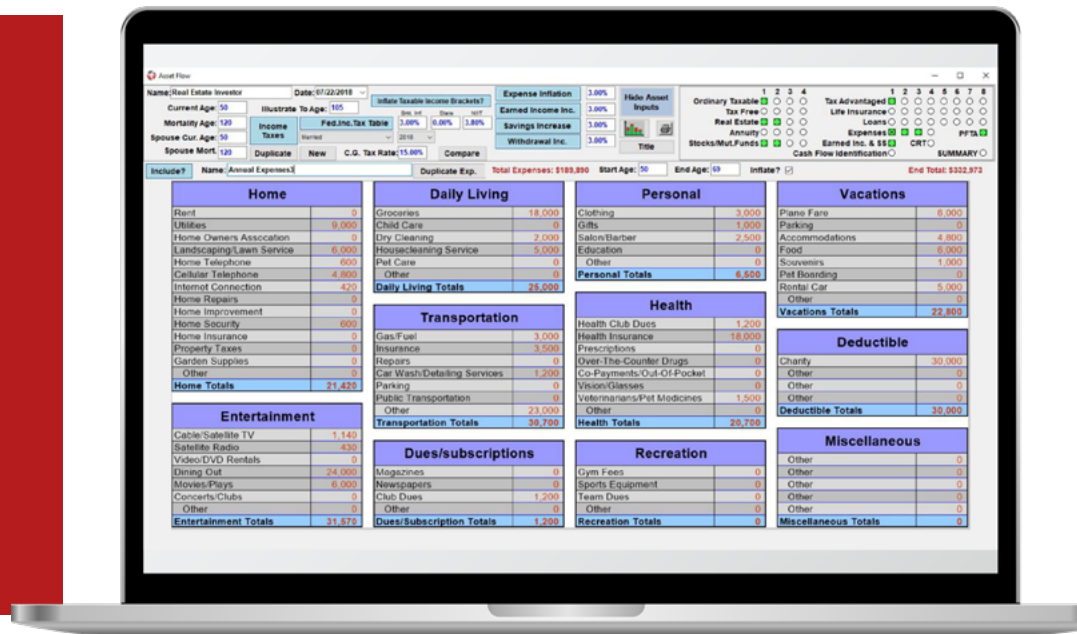 Asset Flow
Name: Real Estate Investor Date: 07/22/2018
Current Age: 50 Illustrate To Age: 105
Mortality Age: 120
Spouse Cur. Age: 50
Spouse Mort. 120
Income Taxes
Inflate Taxable Income Brackets?
State NIIT
Fed.Inc.Tax Table 3.00% 0.00% 3.80%
Married 2018
Duplicate New C.G. Tax Rate: 15.00% Compare
Expense Inflation 3.00%
Earned Income Inc. 3.00%
Savings Increase 3.00%
Withdrawal Inc. 3.00%
Hide Asset Inputs
Title
1 2 3 4
Ordinary Taxable
Tax Free
Real Estate
Annuity
Stocks/Mut.Funds
1 2 3 4 5 6 7 8
Tax Advantaged
Life Insurance
Loans
Expenses PFTA
Earned Inc. & SS CRT
Cash Flow Identification SUMMARY
Include? Name: Annual Expenses3 Duplicate Exp. Total Expenses: $189,890 Start Age: 50 End Age: 69 Inflate? End Total: $332,973
Home
Rent 0
Utilities 9,000
Home Owners Assocation 0
Landscaping/Lawn Service 6,000
Home Telephone 600
Cellular Telephone 4,800
Internet Connection 420
Home Repairs 0
Home Improvement 0
Home Security 600
Home Insurance 0
Property Taxes 0
Garden Supplies 0
Other 0
Home Totals 21,420
Entertainment
Cable/Satellite TV 1,140
Satellite Radio 430
Video/DVD Rentals 0
Dining Out 24,000
Movies/Plays 6,000
Concerts/Clubs 0
Other 0
Entertainment Totals 31,570
Daily Living
Groceries 18,000
Child Care 0
Dry Cleaning 2,000
Housecleaning Service 5,000
Pet Care 0
Other 0
Daily Living Totals 25,000
Transportation
Gas/Fuel 3,000
Insurance 3,500
Repairs 0
Car Wash/Detailing Services 1,200
Parking 0
Public Transportation 0
Other 23,000
Transportation Totals 30,700
Dues/subscriptions
Magazines 0
Newspapers 0
Club Dues 1,200
Other 0
Dues/Subscription Totals 1,200
Personal
Clothing 3,000
Gifts 1,000
Salon/Barber 2,500
Education 0
Other 0
Personal Totals 6,500
Health
Health Club Dues 1,200
Health Insurance 18,000
Prescriptions 0
Over-The-Counter Drugs 0
Co-Payments/Out-Of-Pocket 0
Vision/Glasses 0
Veterinarians/Pet Medicines 1,500
Other 0
Health Totals 20,700
Recreation
Gym Fees 0
Sports Equipment 0
Team Dues 0
Other 0
Recreation Totals 0
Vacations
Plane Fare 6,000
Parking 0
Accommodations 4,800
Food 6,000
Souvenirs 1,000
Pet Boarding 0
Rental Car 5,000
Other 0
Vacations Totals 22,800
Deductible
Charity 30,000
Other 0
Other 0
Other 0
Deductible Totals 30,000
Miscellaneous
Other 0
Other 0
Other 0
Other 0
Other 0
Miscellaneous Totals 0